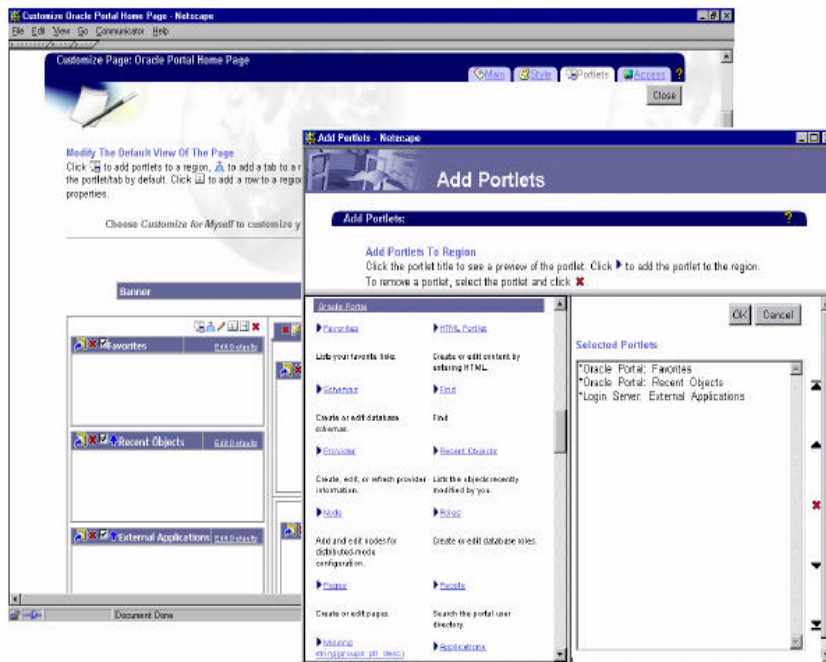 Customize Oracle Portal Home Page - Netscape
File Edit View Go Communicator Help
Customize Page: Oracle Portal Home Page
Main Style Portlets Access ?
Close
Modify The Default View Of The Page
Click to add portlets to a region, to add a tab to a r
the portlet/tab by default. Click to add a row to a region
properties.
Choose Customize for Myself to customize y
Banner
Favorites Edit Defaults
Recent Objects Edit Defaults
External Applications Edit Defaults
Document Done
Add Portlets - Netscape
Add Portlets
Add Portlets: ?
Add Portlets To Region
Click the portlet title to see a preview of the portlet. Click to add the portlet to the region.
To remove a portlet, select the portlet and click
Oracle Portal
Favorites HTML Portlet
Lists your favorite links. Create or edit content by
entering HTML.
Schemas Find
Create or edit database Find
schemas.
Provider Recent Objects
Create, edit, or refresh provider Lists the objects recently
information. modified by you.
Node Roles
Add and edit nodes for Create or edit database roles.
distributed-mode
configuration.
Pages People
Create or edit pages. Search the portal user
directory.
Missing Applications
string(groups ptl desc)
OK Cancel
Selected Portlets
*Oracle Portal: Favorites
*Oracle Portal: Recent Objects
*Login Server: External Applications